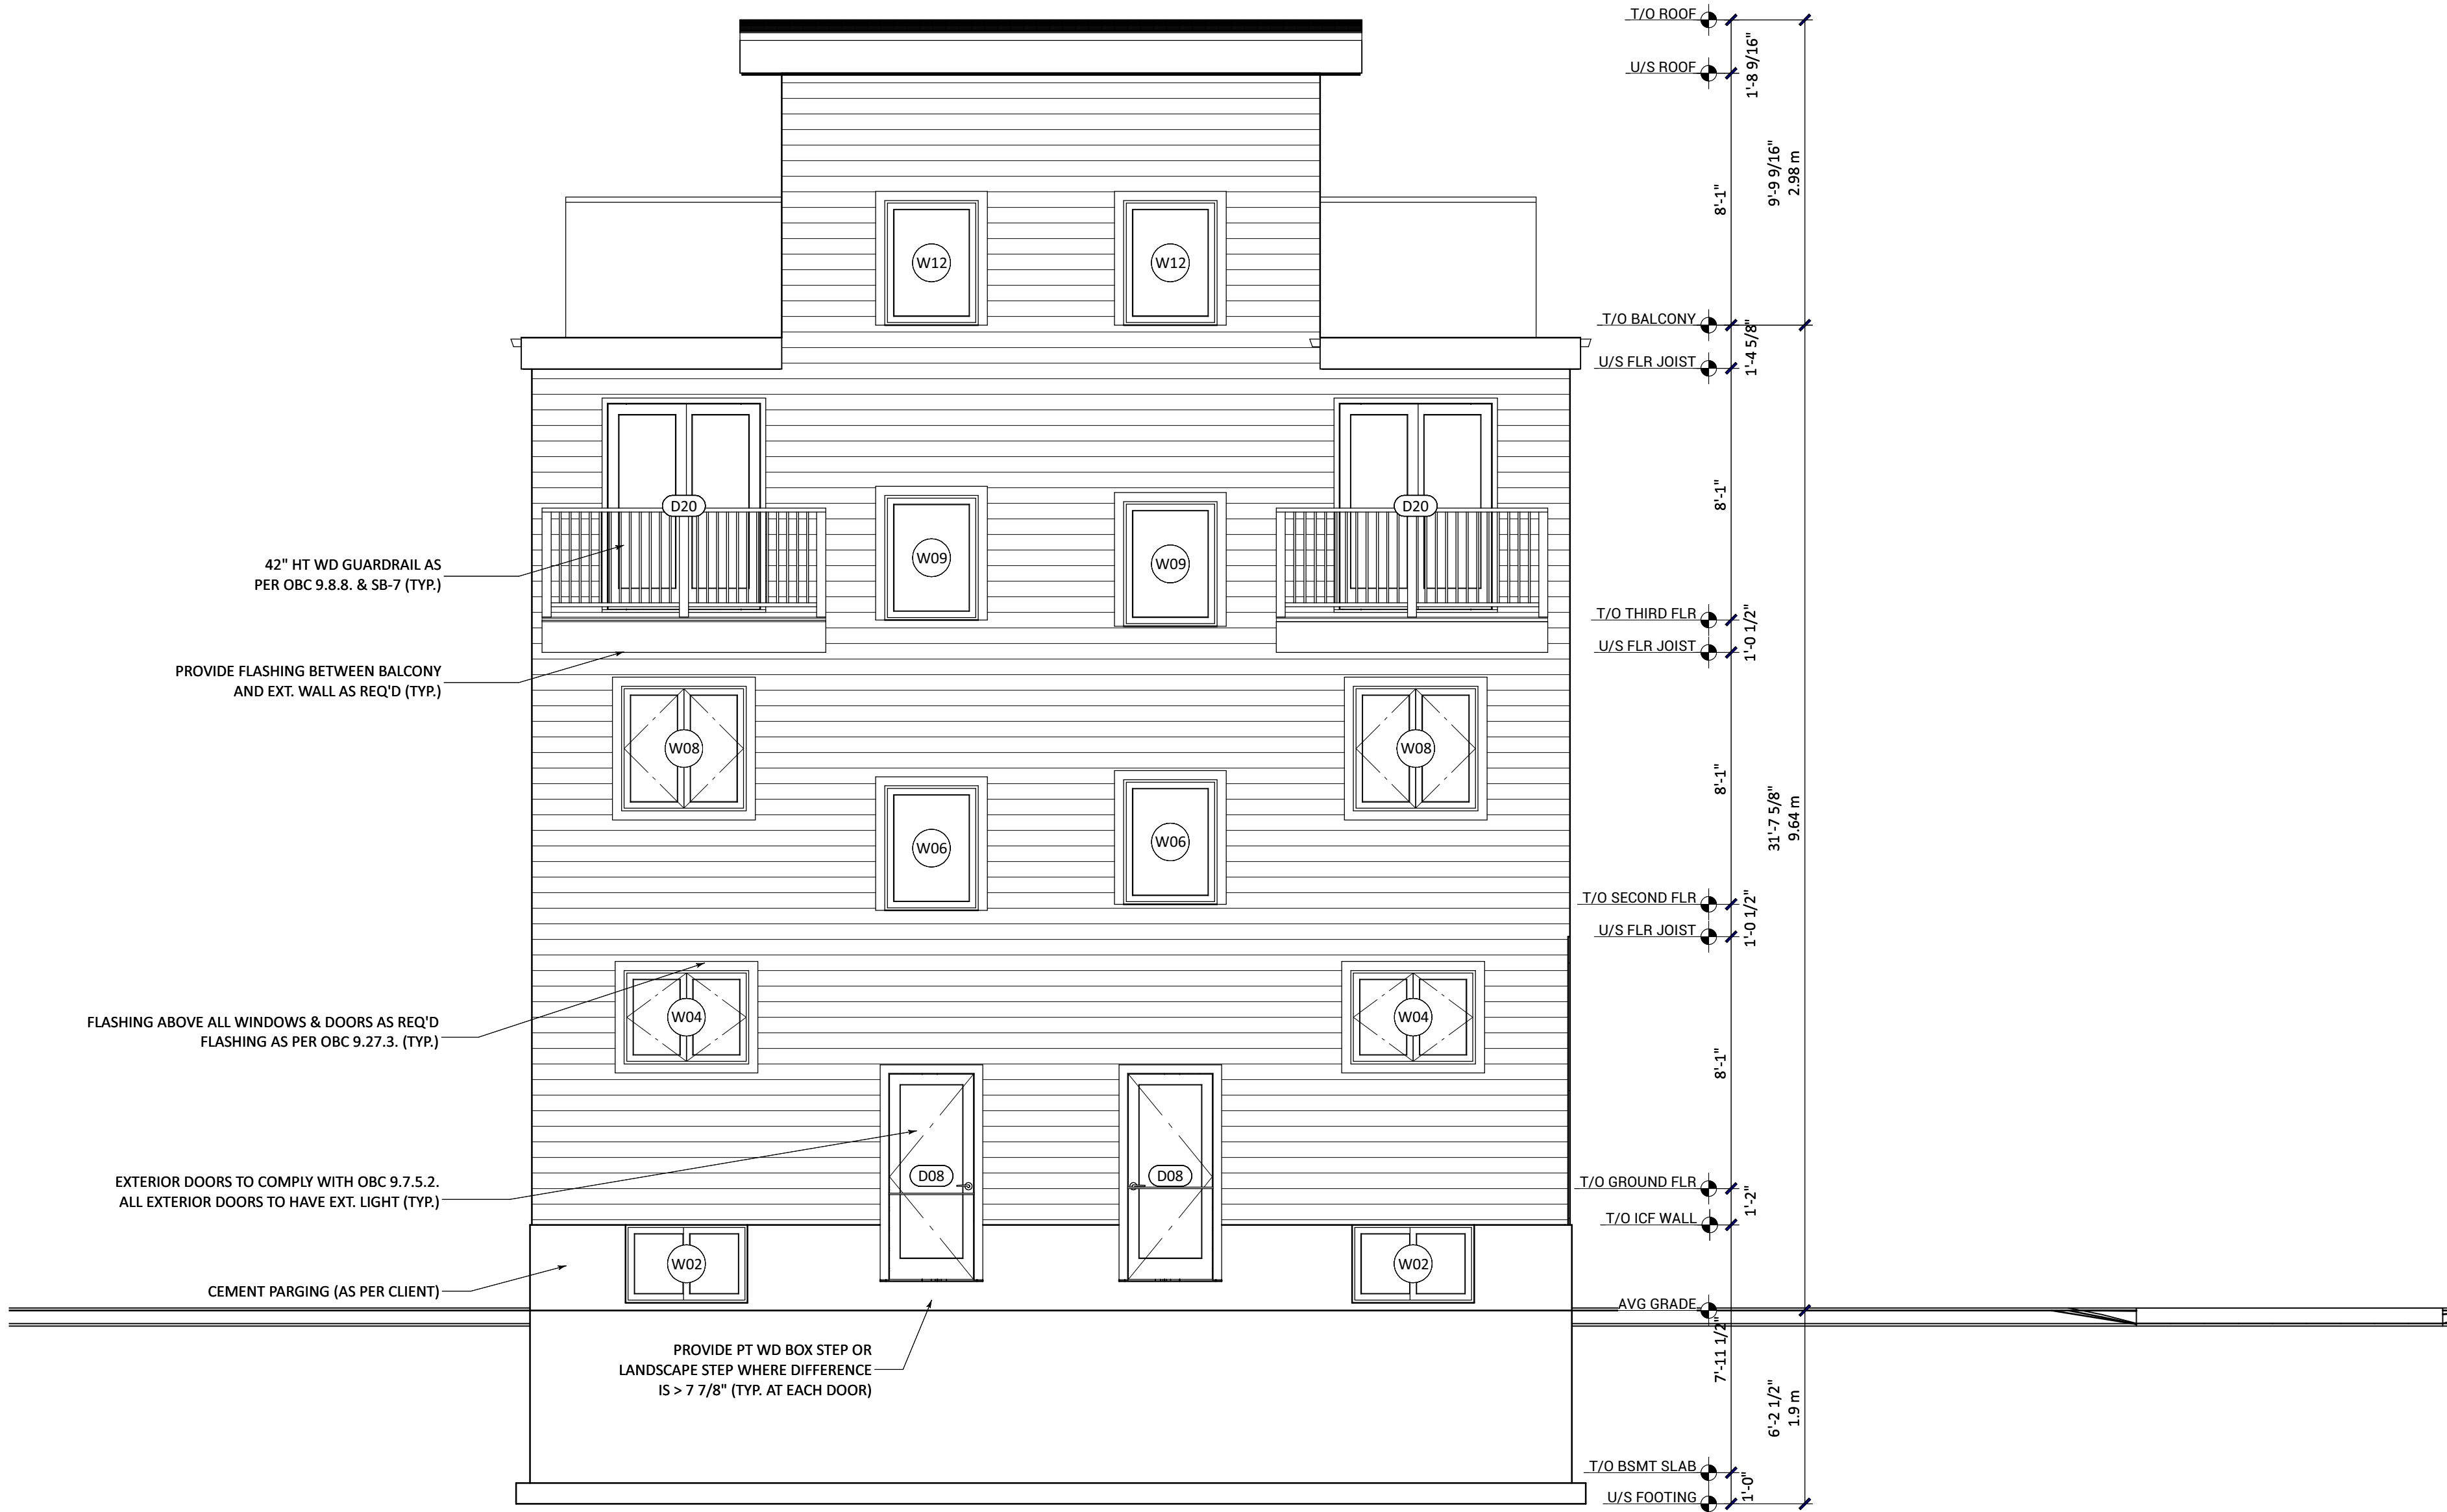 T/O ROOF
1'-8 9/16"
U/S ROOF
9'-9 9/16"
2.98 m
8'-1"
W12
W12
T/O BALCONY
1'-4 5/8"
U/S FLR JOIST
D20
D20
8'-1"
42" HT WD GUARDRAIL AS
PER OBC 9.8.8. & SB-7 (TYP.)
W09
W09
T/O THIRD FLR
1'-0 1/2"
U/S FLR JOIST
PROVIDE FLASHING BETWEEN BALCONY
AND EXT. WALL AS REQ'D (TYP.)
W08
W08
8'-1"
31'-7 5/8"
9.64 m
W06
W06
T/O SECOND FLR
1'-0 1/2"
U/S FLR JOIST
FLASHING ABOVE ALL WINDOWS & DOORS AS REQ'D
FLASHING AS PER OBC 9.27.3. (TYP.)
W04
W04
8'-1"
EXTERIOR DOORS TO COMPLY WITH OBC 9.7.5.2.
ALL EXTERIOR DOORS TO HAVE EXT. LIGHT (TYP.)
D08
D08
T/O GROUND FLR
1'-2"
T/O ICF WALL
W02
W02
CEMENT PARGING (AS PER CLIENT)
AVG GRADE
7'-11 1/2"
PROVIDE PT WD BOX STEP OR
LANDSCAPE STEP WHERE DIFFERENCE
IS > 7 7/8" (TYP. AT EACH DOOR)
6'-2 1/2"
1.9 m
T/O BSMT SLAB
1'-0"
U/S FOOTING